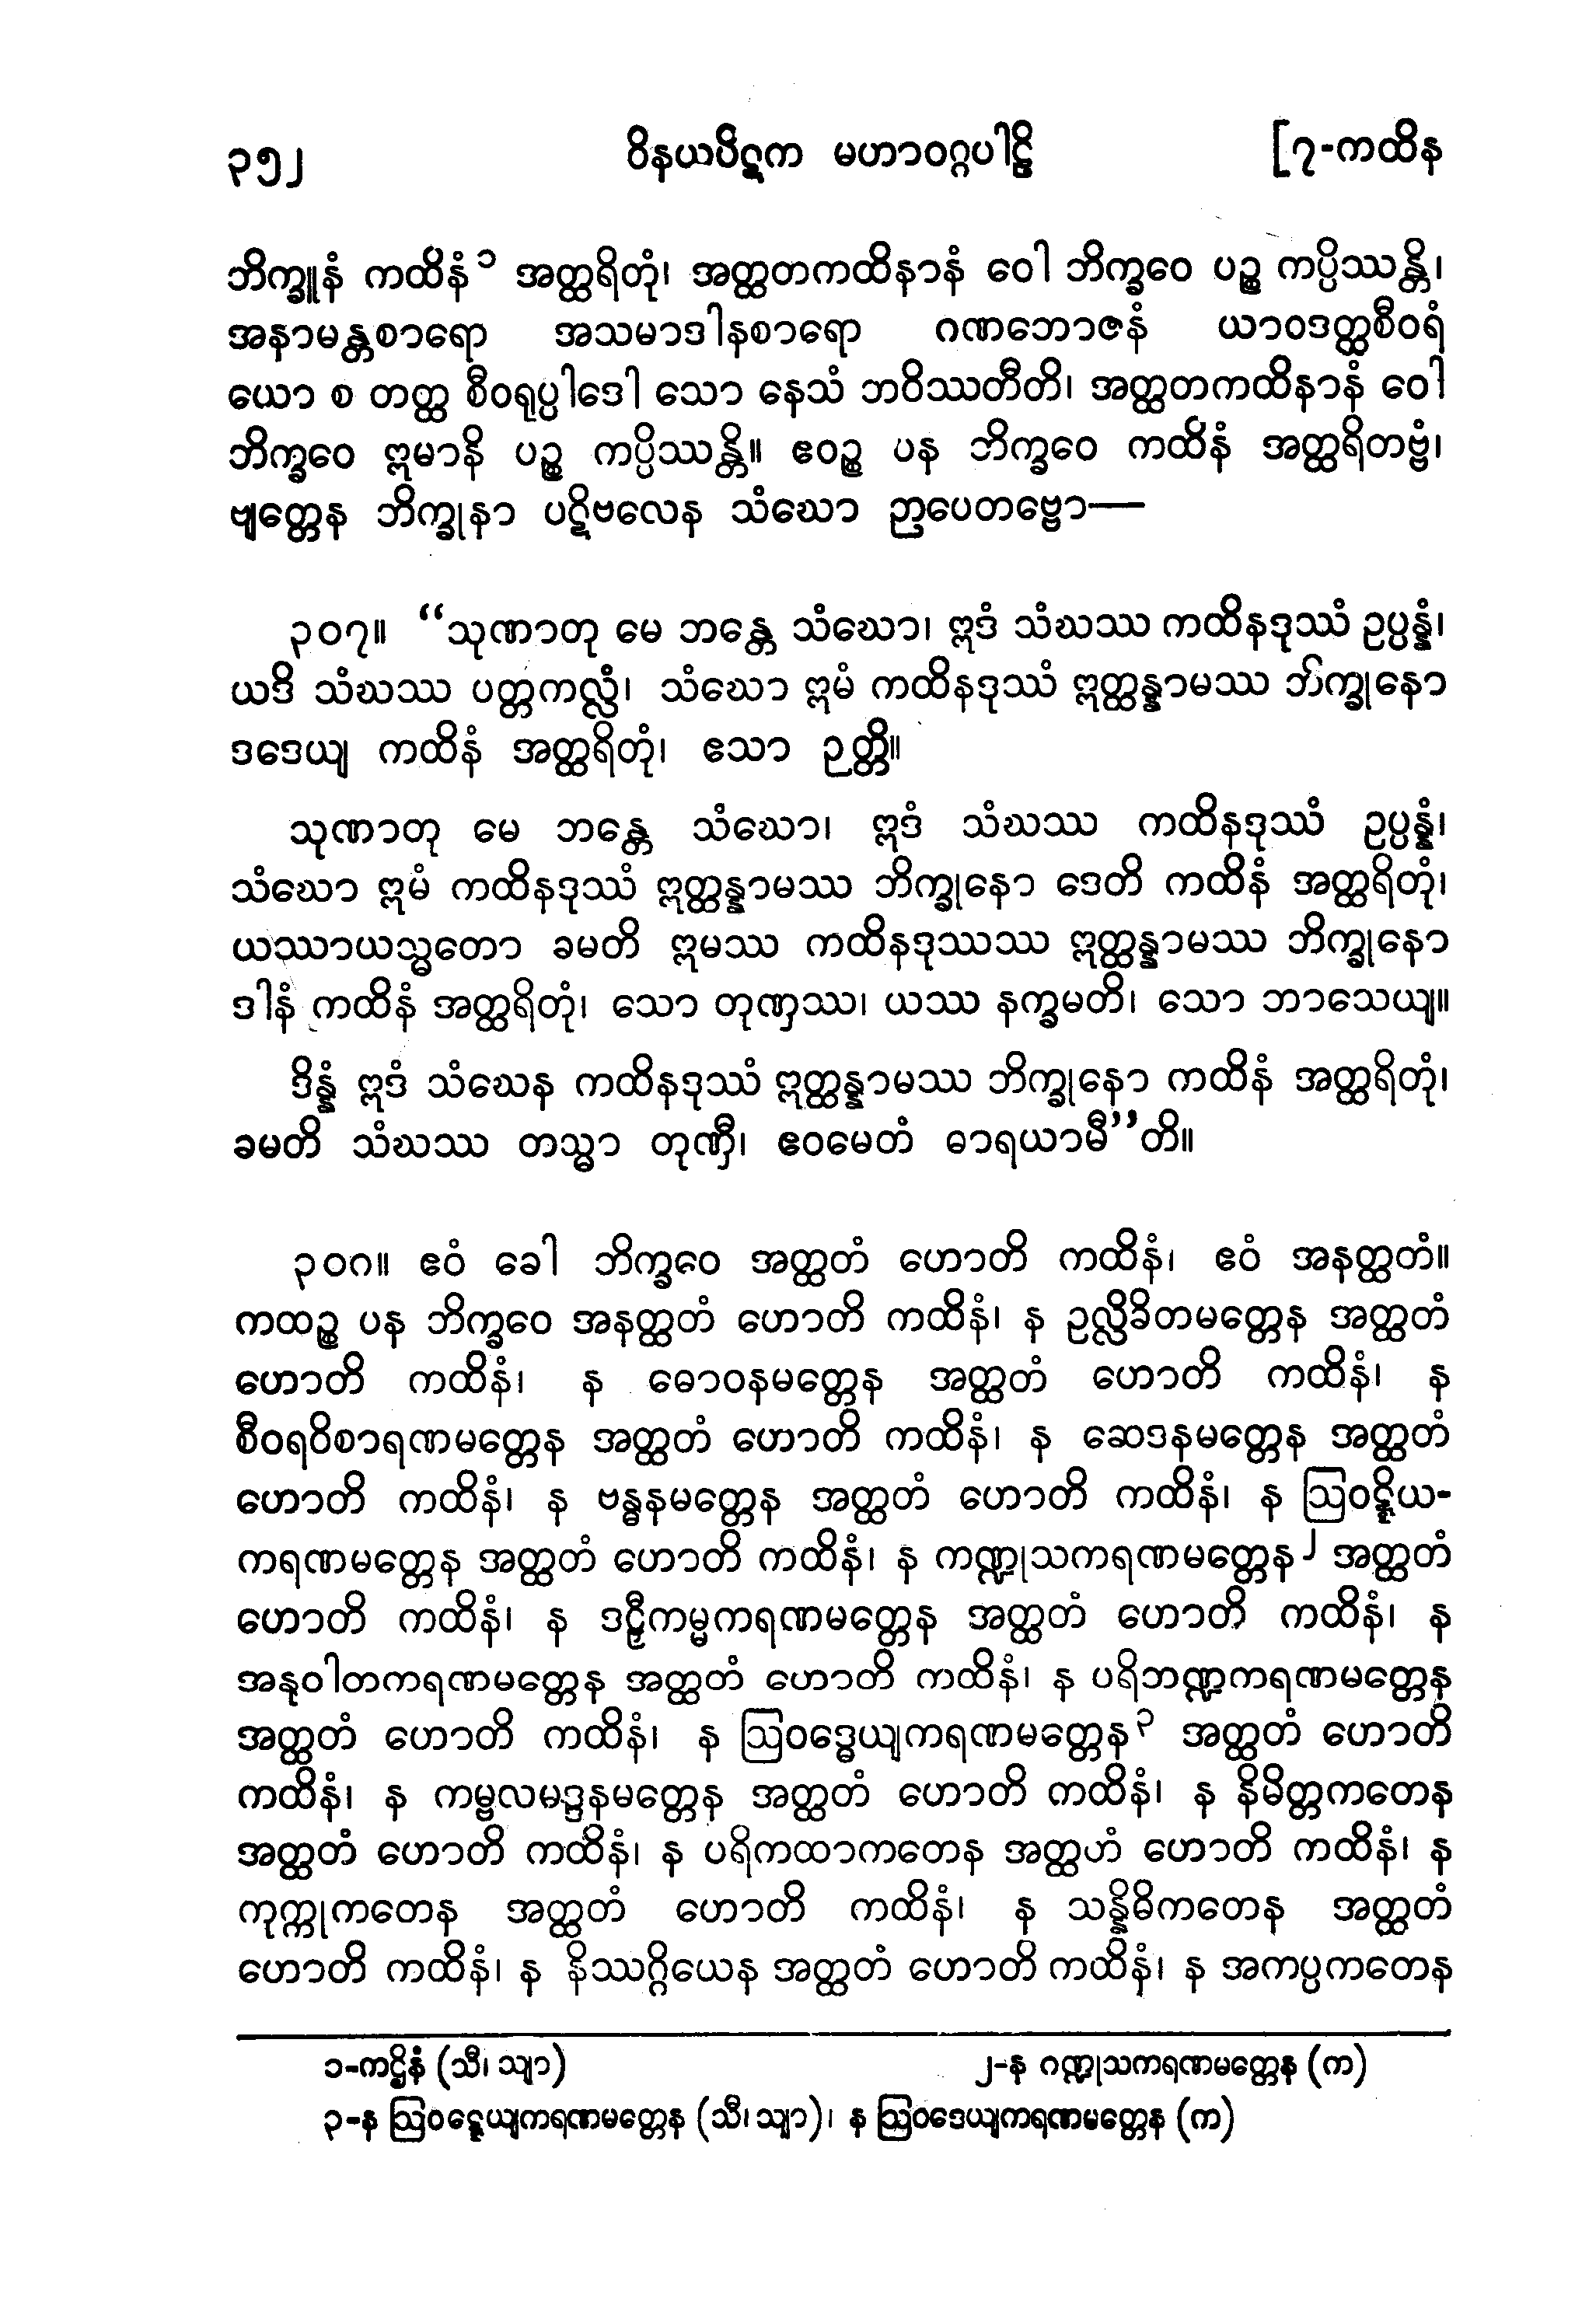 ၃၅၂ ဝိနယပိဋက မဟာဝဂ္ဂပါဠိ [၇-ကထိန
ဘိက္ခူနံ ကထိနံ၁ အတ္ထရိတုံ၊ အတ္ထတကထိနာနံ ဝေါ ဘိက္ခဝေ ပဉ္စ ကပ္ပိဿန္တိ၊
အနာမန္တစာရော အသမာဒါနစာရော ဂဏဘောဇနံ ယာဝဒတ္ထစီဝရံ
ယော စ တတ္ထ စီဝရုပ္ပါဒေါ သော နေသံ ဘဝိဿတီတိ၊ အတ္ထတကထိနာနံ ဝေါ
ဘိက္ခဝေ ဣမာနိ ပဉ္စ ကပ္ပိဿန္တိ။ ဧဝဉ္စ ပန ဘိက္ခဝေ ကထိနံ အတ္ထရိတဗ္ဗံ၊
ဗျတ္တေန ဘိက္ခုနာ ပဋိဗလေန သံဃော ဉာပေတဗ္ဗော—
၃၀၇။ “သုဏာတု မေ ဘန္တေ သံဃော၊ ဣဒံ သံဃဿ ကထိနဒုဿံ ဥပ္ပန္နံ၊
ယဒိ သံဃဿ ပတ္တကလ္လံ၊ သံဃော ဣမံ ကထိနဒုဿံ ဣတ္ထန္နာမဿ ဘိက္ခုနော
ဒဒေယျ ကထိနံ အတ္ထရိတုံ၊ ဧသာ ဉတ္တိ။
သုဏာတု မေ ဘန္တေ သံဃော၊ ဣဒံ သံဃဿ ကထိနဒုဿံ ဥပ္ပန္နံ၊
သံဃော ဣမံ ကထိနဒုဿံ ဣတ္ထန္နာမဿ ဘိက္ခုနော ဒေတိ ကထိနံ အတ္ထရိတုံ၊
ယဿာယသ္မတော ခမတိ ဣမဿ ကထိနဒုဿဿ ဣတ္ထန္နာမဿ ဘိက္ခုနော
ဒါနံ ကထိနံ အတ္ထရိတုံ၊ သော တုဏှဿ၊ ယဿ နက္ခမတိ၊ သော ဘာသေယျ။
ဒိန္နံ ဣဒံ သံဃေန ကထိနဒုဿံ ဣတ္ထန္နာမဿ ဘိက္ခုနော ကထိနံ အတ္ထရိတုံ၊
ခမတိ သံဃဿ တသ္မာ တုဏှီ၊ ဧဝမေတံ ဓာရယာမီ”တိ။
၃၀၈။ ဧဝံ ခေါ ဘိက္ခဝေ အတ္ထတံ ဟောတိ ကထိနံ၊ ဧဝံ အနတ္ထတံ။
ကထဉ္စ ပန ဘိက္ခဝေ အနတ္ထတံ ဟောတိ ကထိနံ၊ န ဥလ္လိခိတမတ္တေန အတ္ထတံ
ဟောတိ ကထိနံ၊ န ဓောဝနမတ္တေန အတ္ထတံ ဟောတိ ကထိနံ၊ န
စီဝရဝိစာရဏမတ္တေန အတ္ထတံ ဟောတိ ကထိနံ၊ န ဆေဒနမတ္တေန အတ္ထတံ
ဟောတိ ကထိနံ၊ န ဗန္ဓနမတ္တေန အတ္ထတံ ဟောတိ ကထိနံ၊ န ဩဝဋ္ဋိယ-
ကရဏမတ္တေန အတ္ထတံ ဟောတိ ကထိနံ၊ န ကဏ္ဍုသကရဏမတ္တေန၂ အတ္ထတံ
ဟောတိ ကထိနံ၊ န ဒဠှီကမ္မကရဏမတ္တေန အတ္ထတံ ဟောတိ ကထိနံ၊ န
အနုဝါတကရဏမတ္တေန အတ္ထတံ ဟောတိ ကထိနံ၊ န ပရိဘဏ္ဍကရဏမတ္တေန
အတ္ထတံ ဟောတိ ကထိနံ၊ န ဩဝဒ္ဓေယျကရဏမတ္တေန၃ အတ္ထတံ ဟောတိ
ကထိနံ၊ န ကမ္ဗလမဒ္ဒနမတ္တေန အတ္ထတံ ဟောတိ ကထိနံ၊ န နိမိတ္တကတေန
အတ္ထတံ ဟောတိ ကထိနံ၊ န ပရိကထာကတေန အတ္ထဟံ ဟောတိ ကထိနံ၊ န
ကုက္ကုကတေန အတ္ထတံ ဟောတိ ကထိနံ၊ န သန္နိဓိကတေန အတ္ထတံ
ဟောတိ ကထိနံ၊ န နိဿဂ္ဂိယေန အတ္ထတံ ဟောတိ ကထိနံ၊ န အကပ္ပကတေန
၁-ကဋ္ဌိနံ (သီ၊ သျာ) ၂-န ဂဏ္ဍုသကရဏမတ္တေန (က)
၃-န ဩဝဋ္ဋေယျကရဏမတ္တေန (သီ၊ သျာ)၊ န ဩဝဒေယျကရဏမတ္တေန (က)